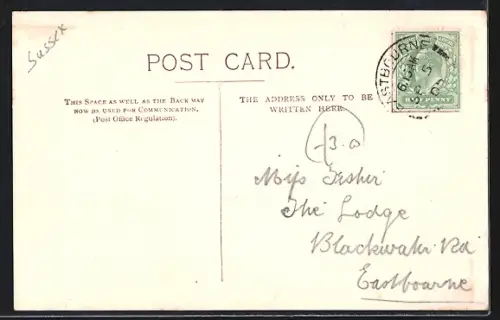 Sussex
POST CARD.
THIS SPACE AS WELL AS THE BACK MAY
NOW BE USED FOR COMMUNICATION.
(Post Office Regulation).
THE ADDRESS ONLY TO BE
WRITTEN HERE.
EASTBOURNE
HALFPENNY
3.0
Miss
The Lodge
Blackwater Rd
Eastbourne